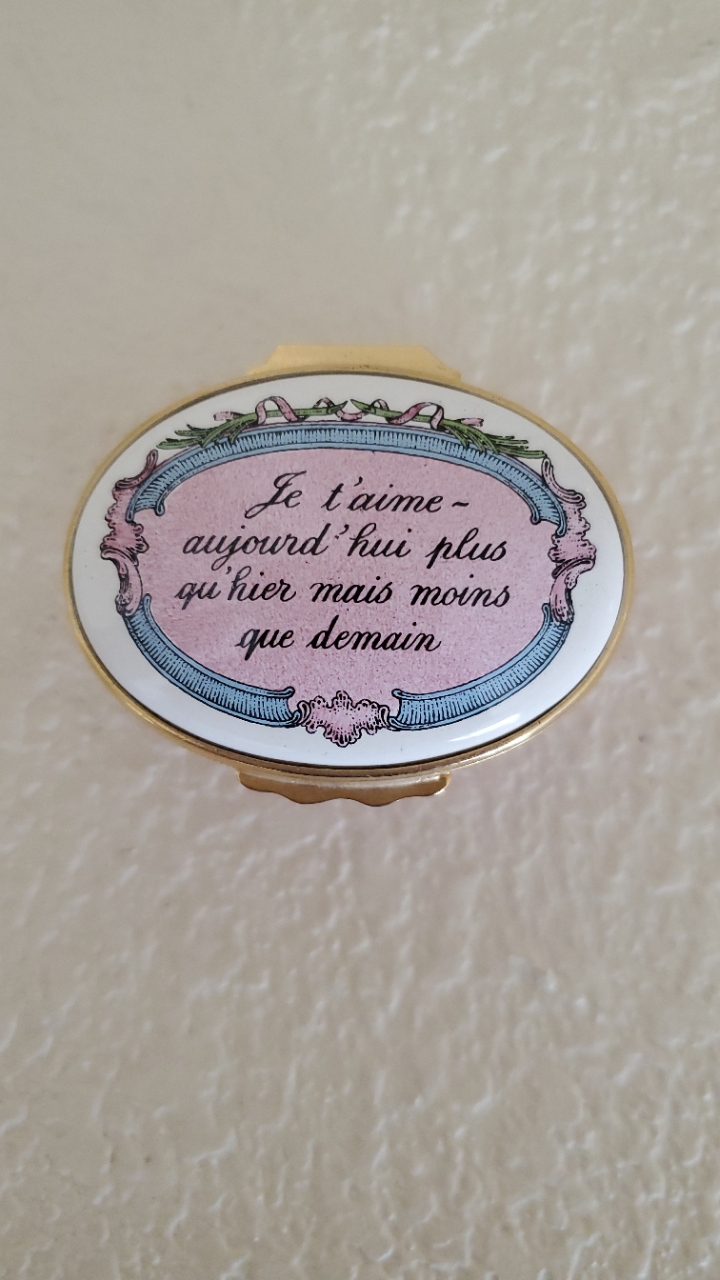 Je t'aime-
aujourd'hui plus
qu'hier mais moins
que demain